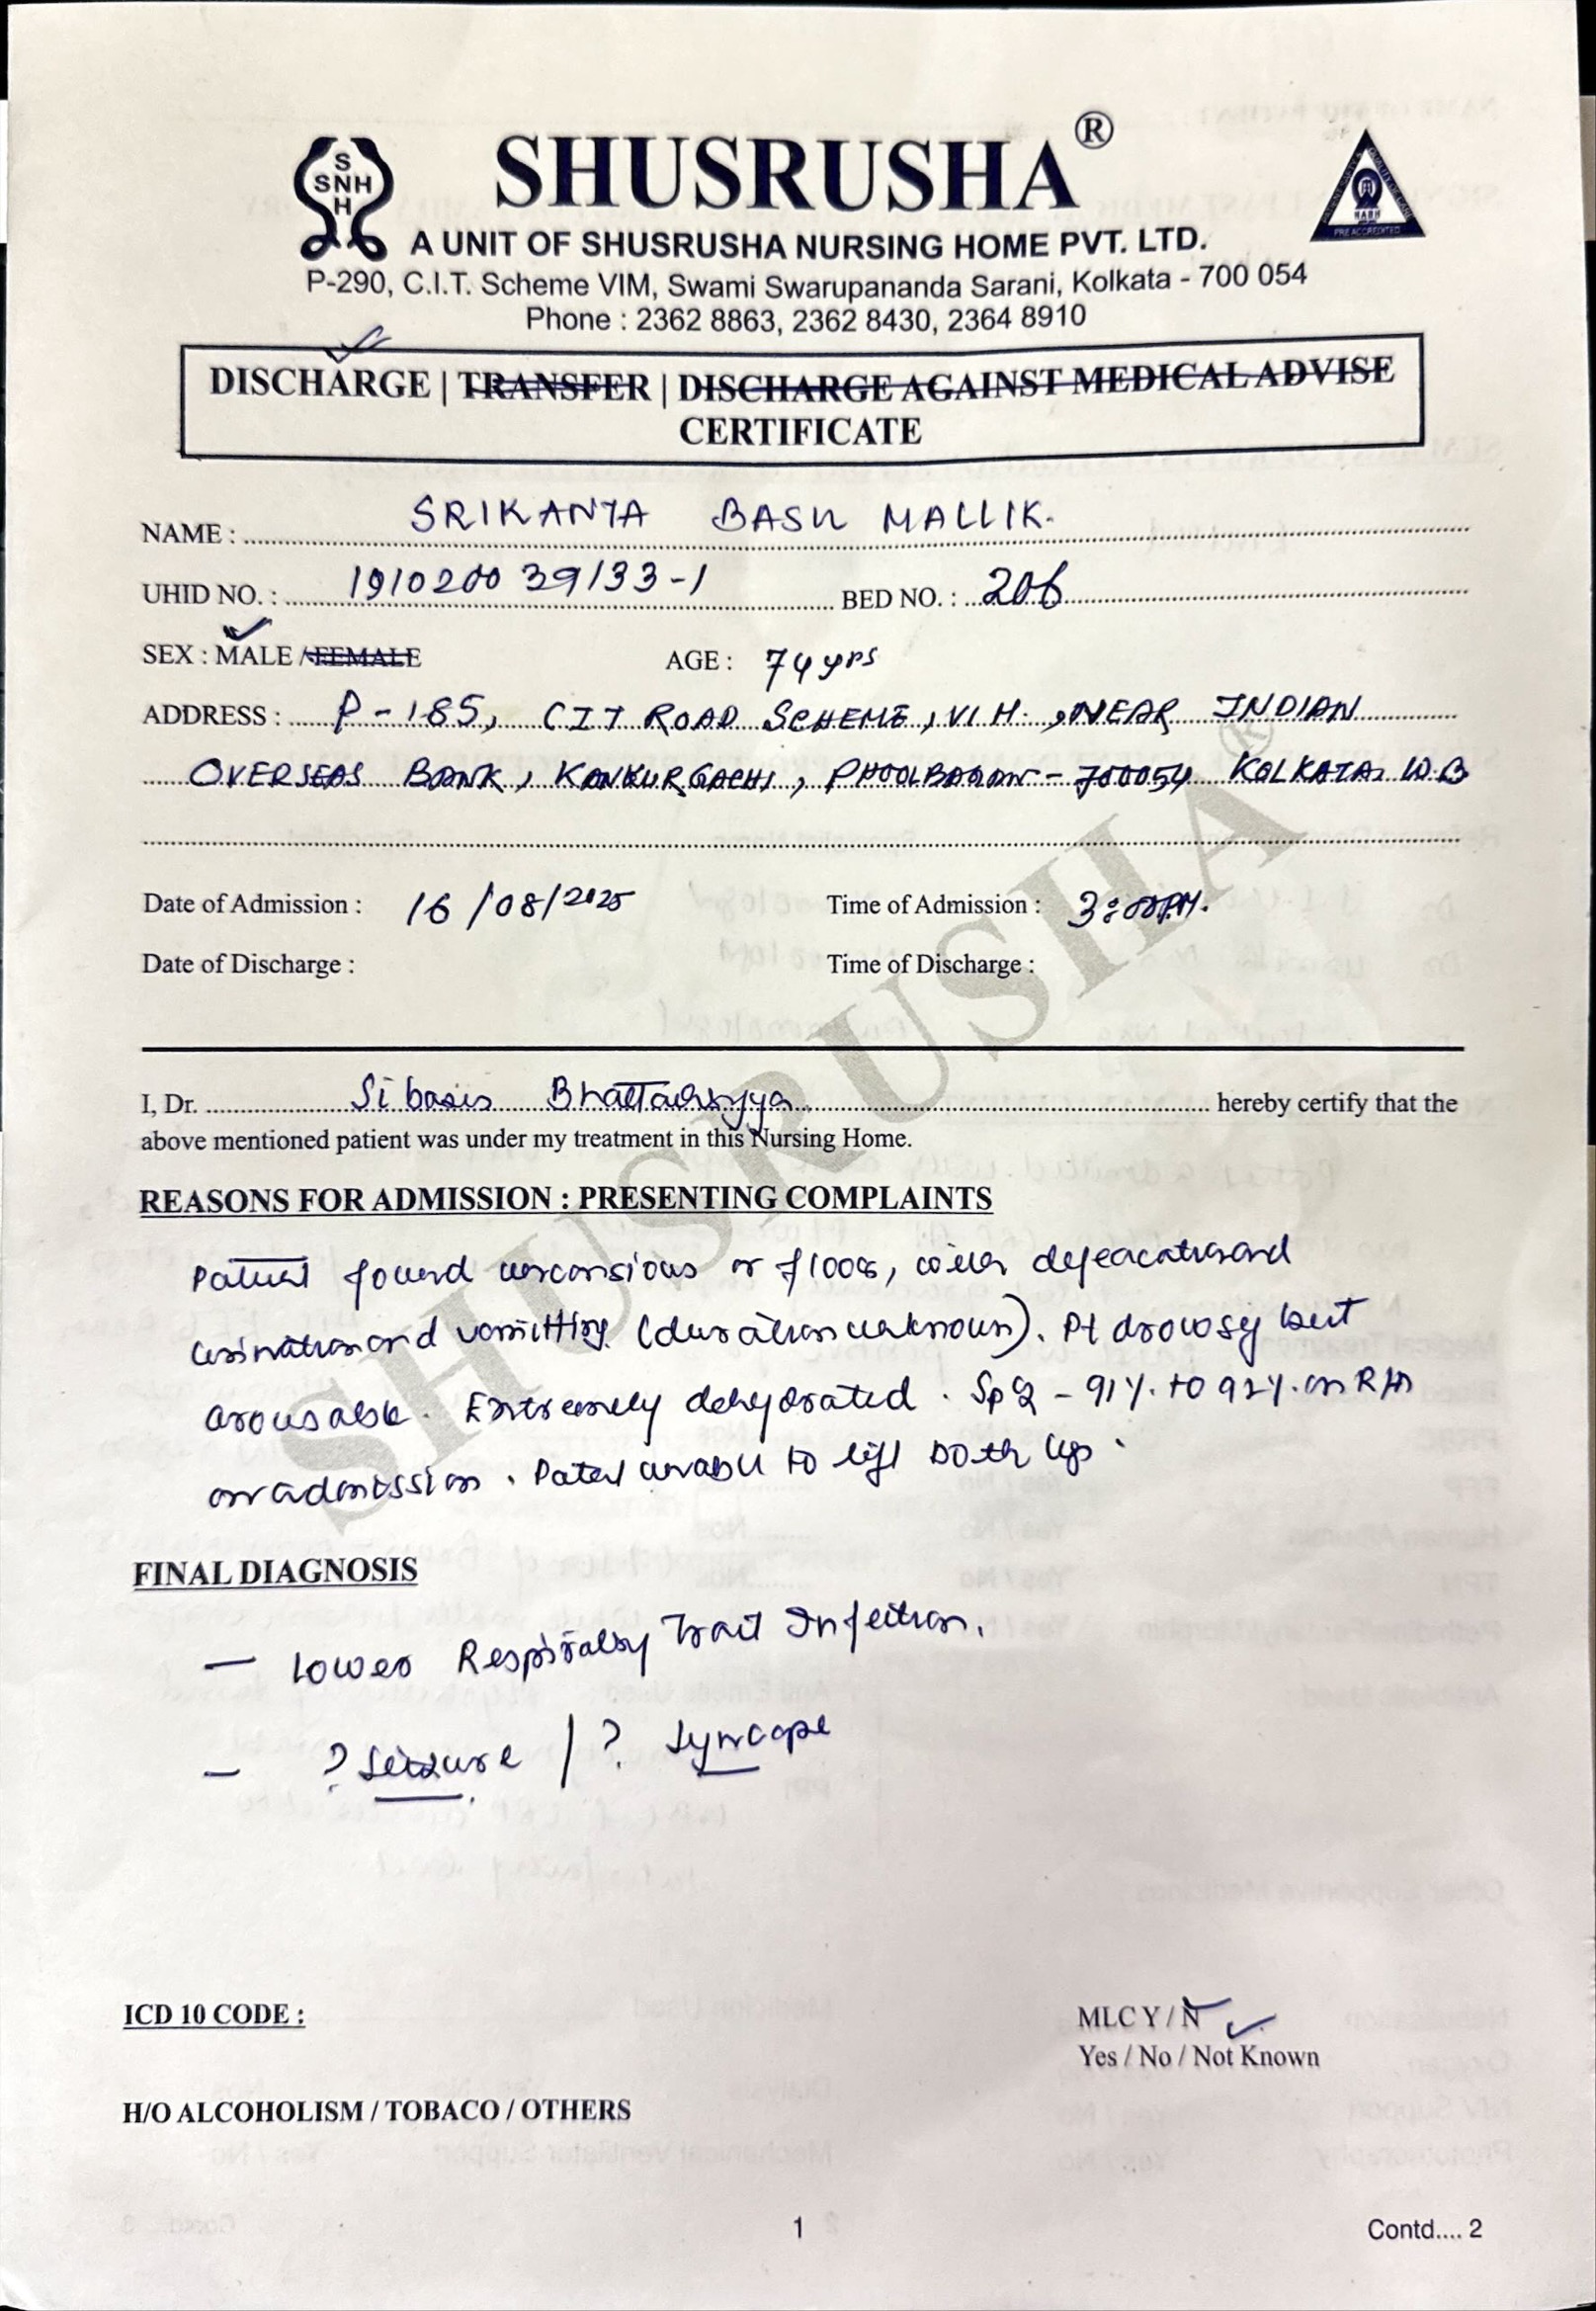 S
SNH
H
SHUSRUSHA®
A UNIT OF SHUSRUSHA NURSING HOME PVT. LTD.
P-290, C.I.T. Scheme VIM, Swami Swarupananda Sarani, Kolkata - 700 054
Phone : 2362 8863, 2362 8430, 2364 8910
PRE ACCREDITED
DISCHARGE | TRANSFER | DISCHARGE AGAINST MEDICAL ADVISE
CERTIFICATE
NAME : SRIKANTA BASU MALLIK.
UHID NO. : 191020039133-1 BED NO. : 206
SEX : MALE / FEMALE AGE : 74 yrs
ADDRESS : P-185, CIT ROAD SCHEME, VI M., NEAR INDIAN
OVERSEAS BANK, KANKURGACHI, PHOOLBAGAN - 700054 KOLKATA, W.B
Date of Admission : 16/08/2025 Time of Admission : 3:00PM.
Date of Discharge : Time of Discharge :
I, Dr. Sibasis Bhattacharyya hereby certify that the
above mentioned patient was under my treatment in this Nursing Home.
REASONS FOR ADMISSION : PRESENTING COMPLAINTS
Patient found unconsious on floor, with defeacation and
urination and vomitting (duration unknown). Pt drowsy but
arousable. Extremely dehydrated. SpO2 - 91%. to 92%. on R/A
on admission. Patient unable to lift both legs.
FINAL DIAGNOSIS
- Lower Respiratory Tract Infection.
- ? Seizure / ? Syncope
ICD 10 CODE : MLC Y / N
Yes / No / Not Known
H/O ALCOHOLISM / TOBACO / OTHERS
1 Contd.... 2
SHUSRUSHA®